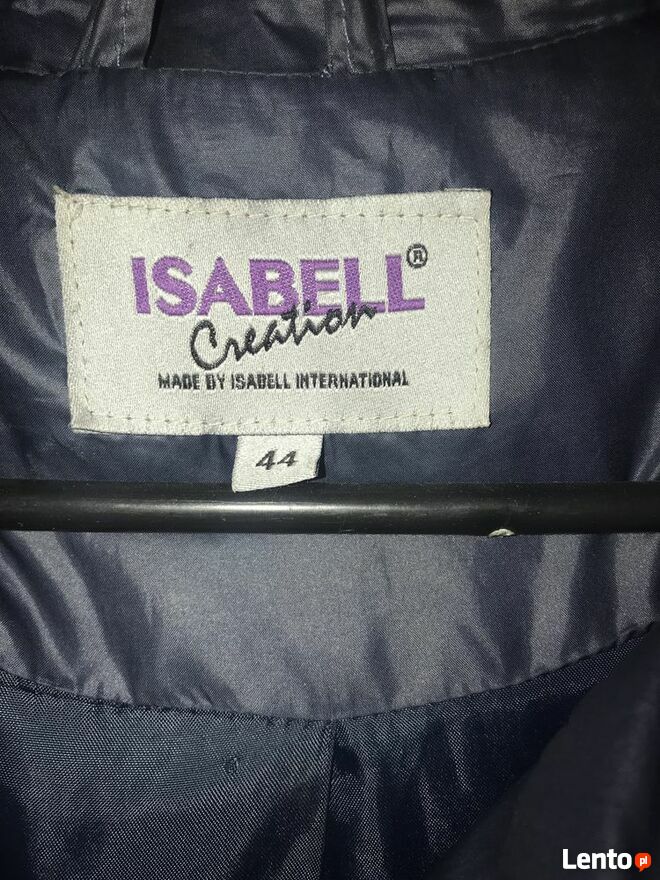 ISABELL®
Creation
MADE BY ISABELL INTERNATIONAL
44
Lento.pl